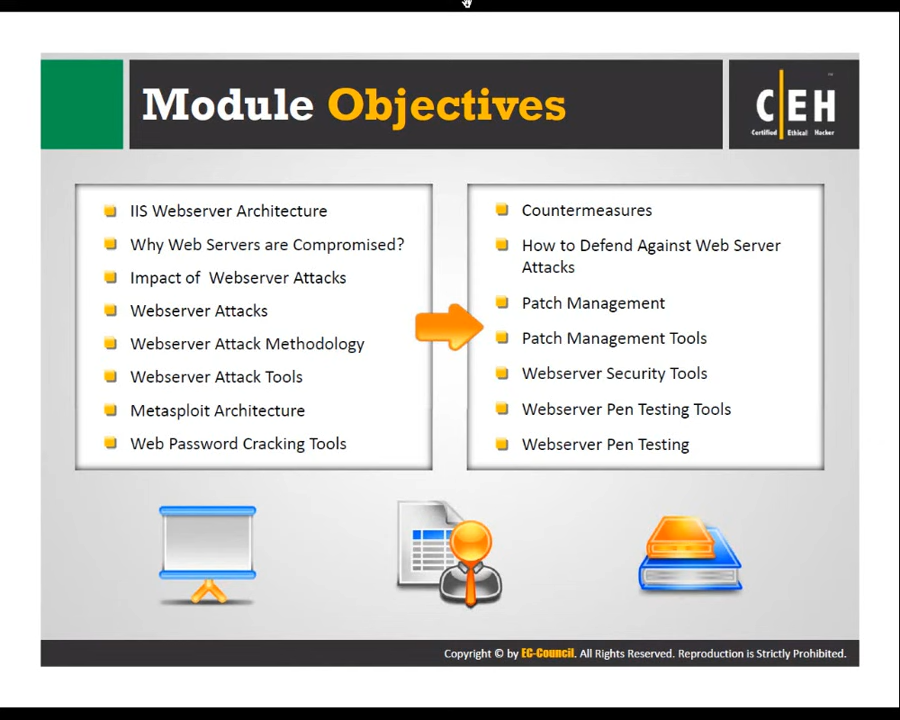 Module Objectives
C|EH
™
Certified Ethical Hacker
IIS Webserver Architecture
Why Web Servers are Compromised?
Impact of Webserver Attacks
Webserver Attacks
Webserver Attack Methodology
Webserver Attack Tools
Metasploit Architecture
Web Password Cracking Tools
Countermeasures
How to Defend Against Web Server
Attacks
Patch Management
Patch Management Tools
Webserver Security Tools
Webserver Pen Testing Tools
Webserver Pen Testing
Copyright © by EC-Council. All Rights Reserved. Reproduction is Strictly Prohibited.